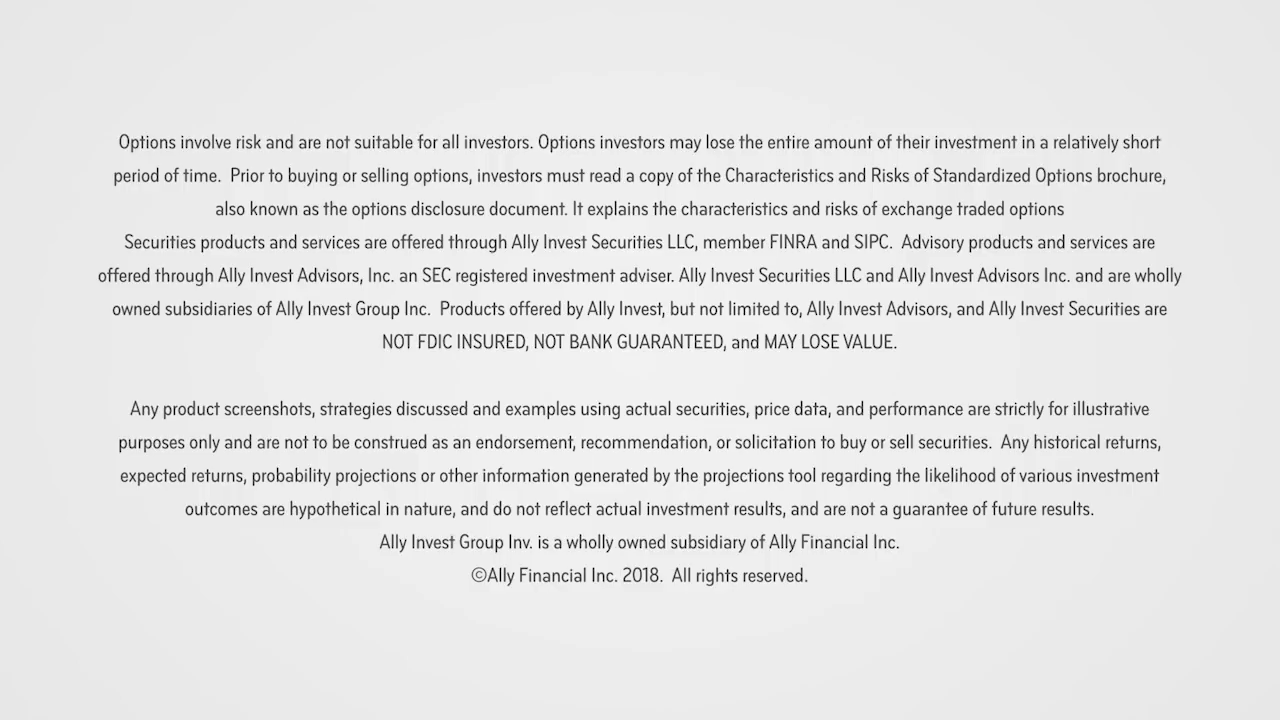 Options involve risk and are not suitable for all investors. Options investors may lose the entire amount of their investment in a relatively short
period of time.  Prior to buying or selling options, investors must read a copy of the Characteristics and Risks of Standardized Options brochure,
also known as the options disclosure document. It explains the characteristics and risks of exchange traded options
Securities products and services are offered through Ally Invest Securities LLC, member FINRA and SIPC.  Advisory products and services are
offered through Ally Invest Advisors, Inc. an SEC registered investment adviser. Ally Invest Securities LLC and Ally Invest Advisors Inc. and are wholly
owned subsidiaries of Ally Invest Group Inc.  Products offered by Ally Invest, but not limited to, Ally Invest Advisors, and Ally Invest Securities are
NOT FDIC INSURED, NOT BANK GUARANTEED, and MAY LOSE VALUE.

Any product screenshots, strategies discussed and examples using actual securities, price data, and performance are strictly for illustrative
purposes only and are not to be construed as an endorsement, recommendation, or solicitation to buy or sell securities.  Any historical returns,
expected returns, probability projections or other information generated by the projections tool regarding the likelihood of various investment
outcomes are hypothetical in nature, and do not reflect actual investment results, and are not a guarantee of future results.
Ally Invest Group Inv. is a wholly owned subsidiary of Ally Financial Inc.
©Ally Financial Inc. 2018.  All rights reserved.